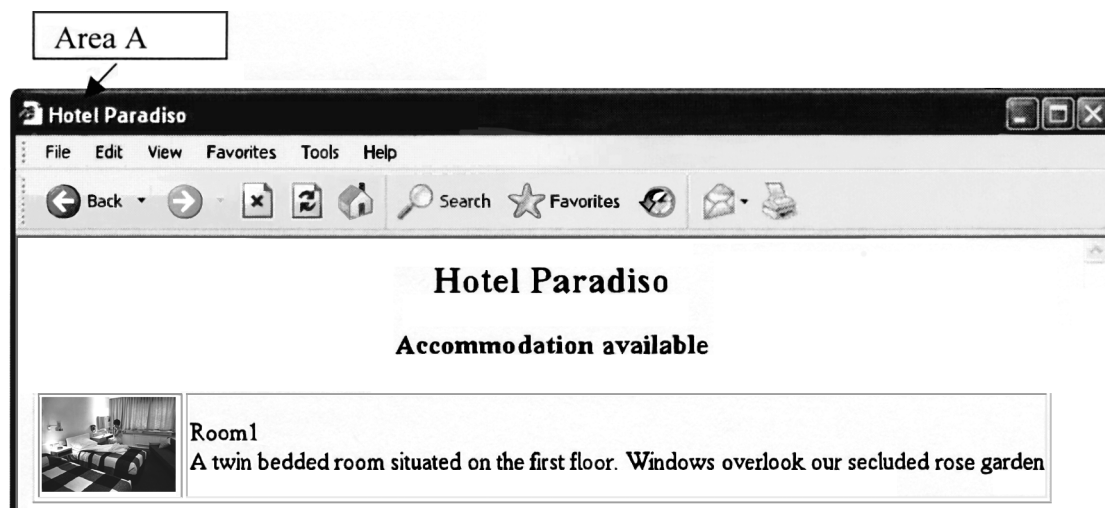 Area A
Hotel Paradiso
File Edit View Favorites Tools Help
Back Search Favorites
Hotel Paradiso
Accommodation available
Room1
A twin bedded room situated on the first floor. Windows overlook our secluded rose garden